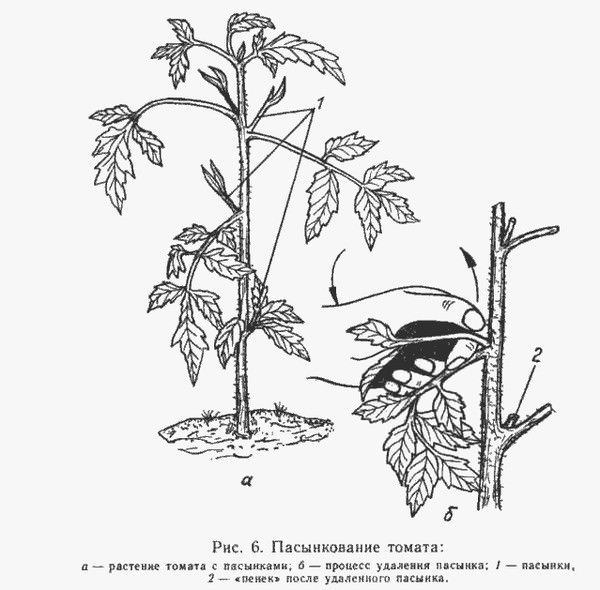 1
2
а
б
Рис. 6. Пасынкование томата:
а — растение томата с пасынками; б — процесс удаления пасынка; 1 — пасынки,
2 — «пенек» после удаленного пасынка.